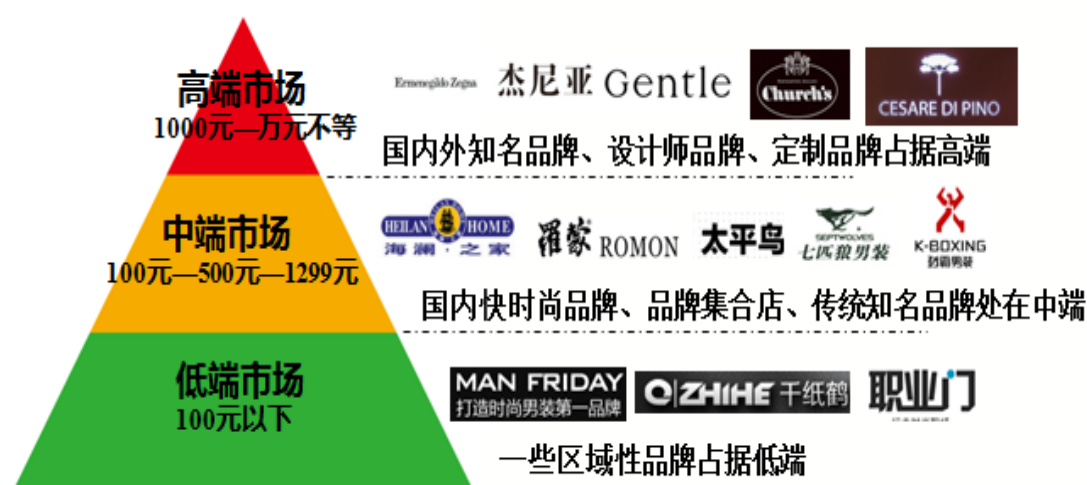 高端市场
1000元—万元不等
Ermenegildo Zegna 杰尼亚 Gentle Church's CESARE DI PINO
国内外知名品牌、设计师品牌、定制品牌占据高端
中端市场
100元—500元—1299元
HEILAN HOME
海澜·之家
羅蒙 ROMON
太平鸟
SEPTWOLVES
七匹狼男装
K-BOXING
劲霸男装
国内快时尚品牌、品牌集合店、传统知名品牌处在中端
低端市场
100元以下
MAN FRIDAY
打造时尚男装第一品牌
ZHIHE 千纸鹤
职业门
一些区域性品牌占据低端